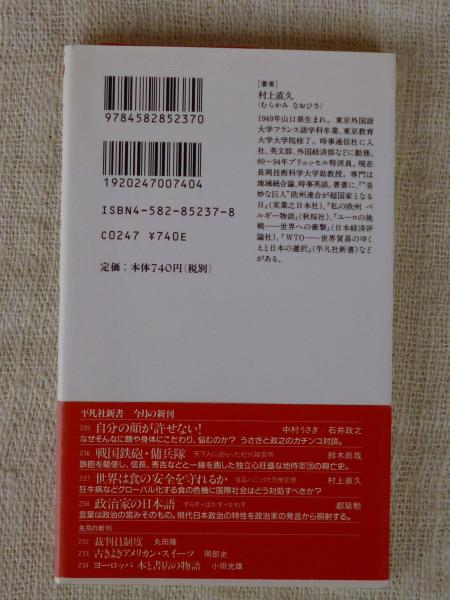 9784582852370
1920247007404
ISBN4-582-85237-8
C0247 ¥740E
定価：本体740円(税別)
[著者]
村上直久
(むらかみ なおひさ)
1949年山口県生まれ。東京外国語
大学フランス語学科卒業、東京教育
大学大学院修了。時事通信社に入
社、英文部、外国経済部などに勤務。
89〜94年ブリュッセル特派員。現在
長岡技術科学大学助教授。専門は
地域統合論、時事英語。著書に、『“奇
妙な巨人”欧州連合が超国家となる
日』(実業之日本社)、『私の欧州 ベ
ルギー物語』(秋桜社)、『ユーロの挑
戦——世界への衝撃』(日本経済評
論社)、『WTO——世界貿易のゆく
えと日本の選択』(平凡社新書)など
がある。
平凡社新書 今月の新刊
235 自分の顔が許せない！ 中村うさぎ・石井政之
なぜそんなに顔や身体にこだわり、悩むのか？ うさぎと政之のガチンコ対談。
236 戦国鉄砲・傭兵隊 天下人に逆らった紀州雑賀衆 鈴木眞哉
鉄砲を駆使し、信長、秀吉などと一線を画した独立心旺盛な地侍軍団の興亡史。
237 世界は食の安全を守れるか 食品パニックと危機管理 村上直久
狂牛病などグローバル化する食の危機に国際社会はどう対処すべきか？
238 政治家の日本語 ずらす・ぼかす・かわす 都築勉
言葉は政治の営みそのもの。現代日本政治の特性を政治家の発言から照射する。
先月の新刊
232 裁判員制度 丸田隆
233 古きよきアメリカン・スイーツ 岡部史
234 ヨーロッパ 本と書店の物語 小田光雄